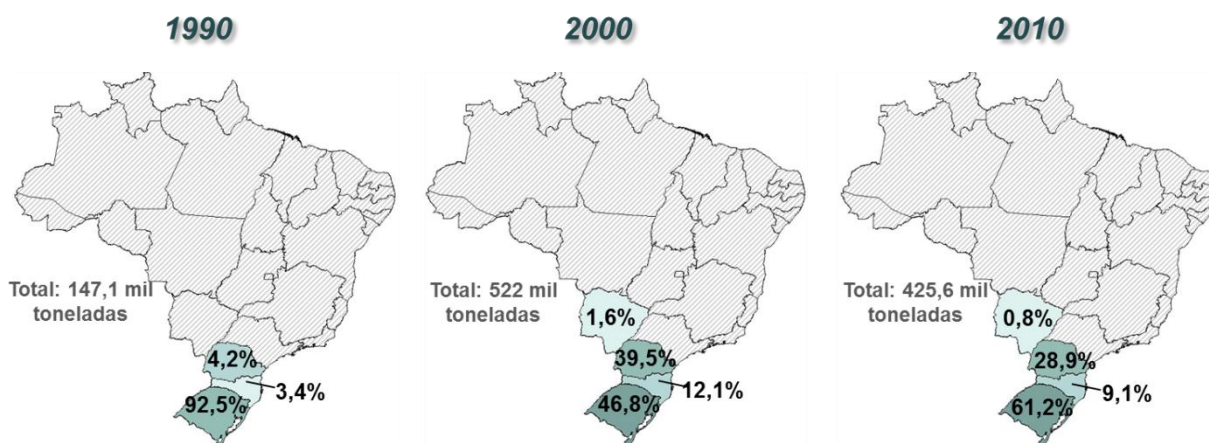 1990
2000
2010
Total: 147,1 mil
toneladas
4,2%
3,4%
92,5%
Total: 522 mil
toneladas
1,6%
39,5%
12,1%
46,8%
Total: 425,6 mil
toneladas
0,8%
28,9%
9,1%
61,2%